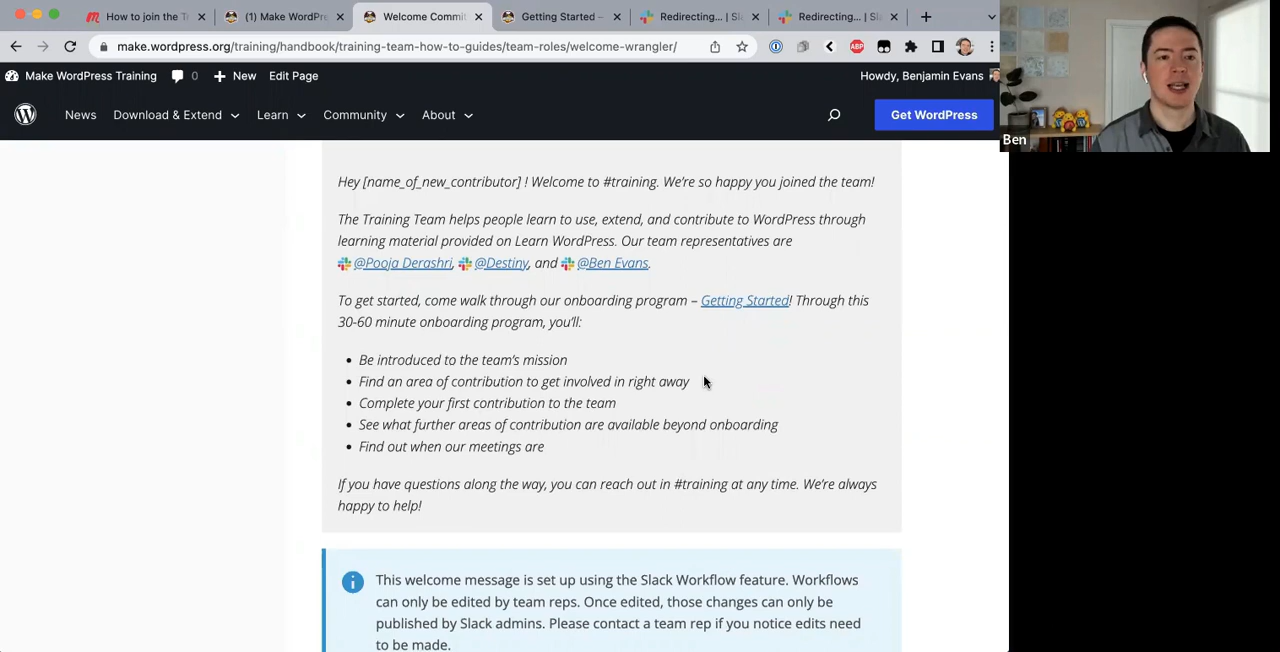 How to join the T
(1) Make WordPre
Welcome Commit
Getting Started –
Redirecting... | Sl
Redirecting... | Sl
make.wordpress.org/training/handbook/training-team-how-to-guides/team-roles/welcome-wrangler/
ABP
Make WordPress Training 0 New Edit Page Howdy, Benjamin Evans
News Download & Extend Learn Community About Get WordPress
Ben
Hey [name_of_new_contributor] ! Welcome to #training. We're so happy you joined the team!
The Training Team helps people learn to use, extend, and contribute to WordPress through
learning material provided on Learn WordPress. Our team representatives are
@Pooja Derashri, @Destiny, and @Ben Evans.
To get started, come walk through our onboarding program – Getting Started! Through this
30-60 minute onboarding program, you'll:
• Be introduced to the team's mission
• Find an area of contribution to get involved in right away
• Complete your first contribution to the team
• See what further areas of contribution are available beyond onboarding
• Find out when our meetings are
If you have questions along the way, you can reach out in #training at any time. We're always
happy to help!
This welcome message is set up using the Slack Workflow feature. Workflows
can only be edited by team reps. Once edited, those changes can only be
published by Slack admins. Please contact a team rep if you notice edits need
to be made.